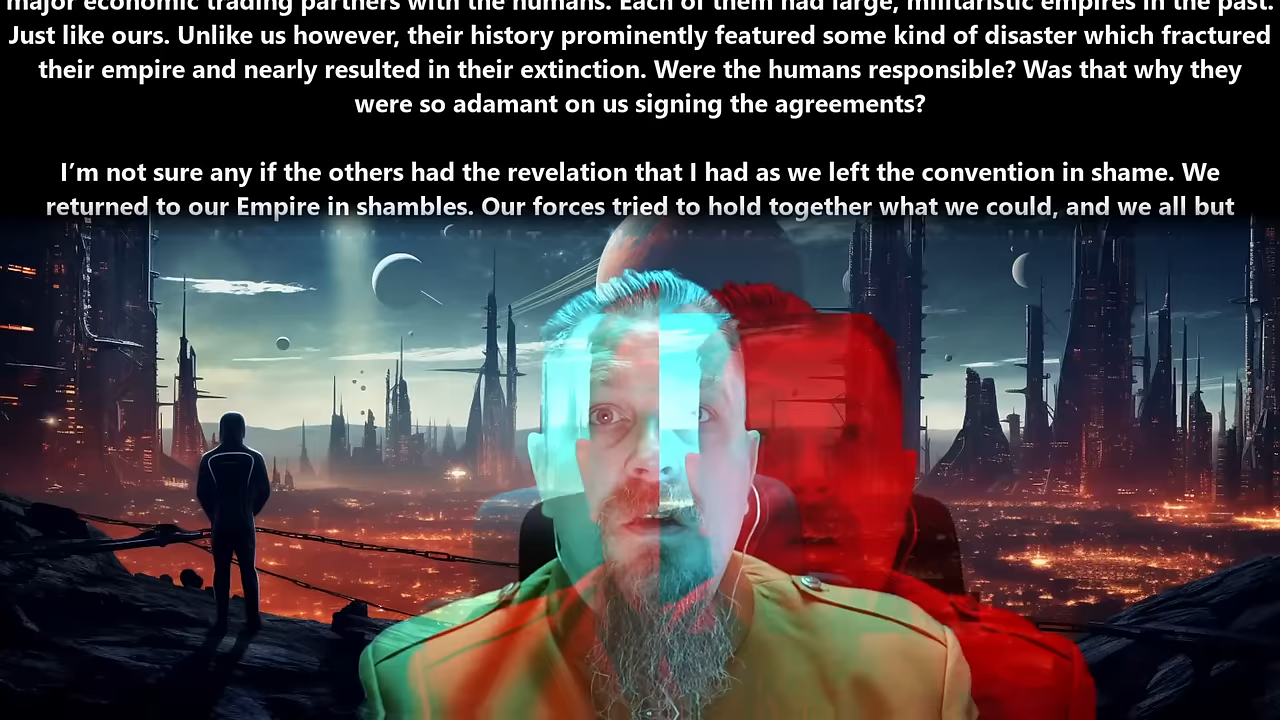 major economic trading partners with the humans. Each of them had large, militaristic empires in the past.
Just like ours. Unlike us however, their history prominently featured some kind of disaster which fractured
their empire and nearly resulted in their extinction. Were the humans responsible? Was that why they
were so adamant on us signing the agreements?
I’m not sure any if the others had the revelation that I had as we left the convention in shame. We
returned to our Empire in shambles. Our forces tried to hold together what we could, and we all but